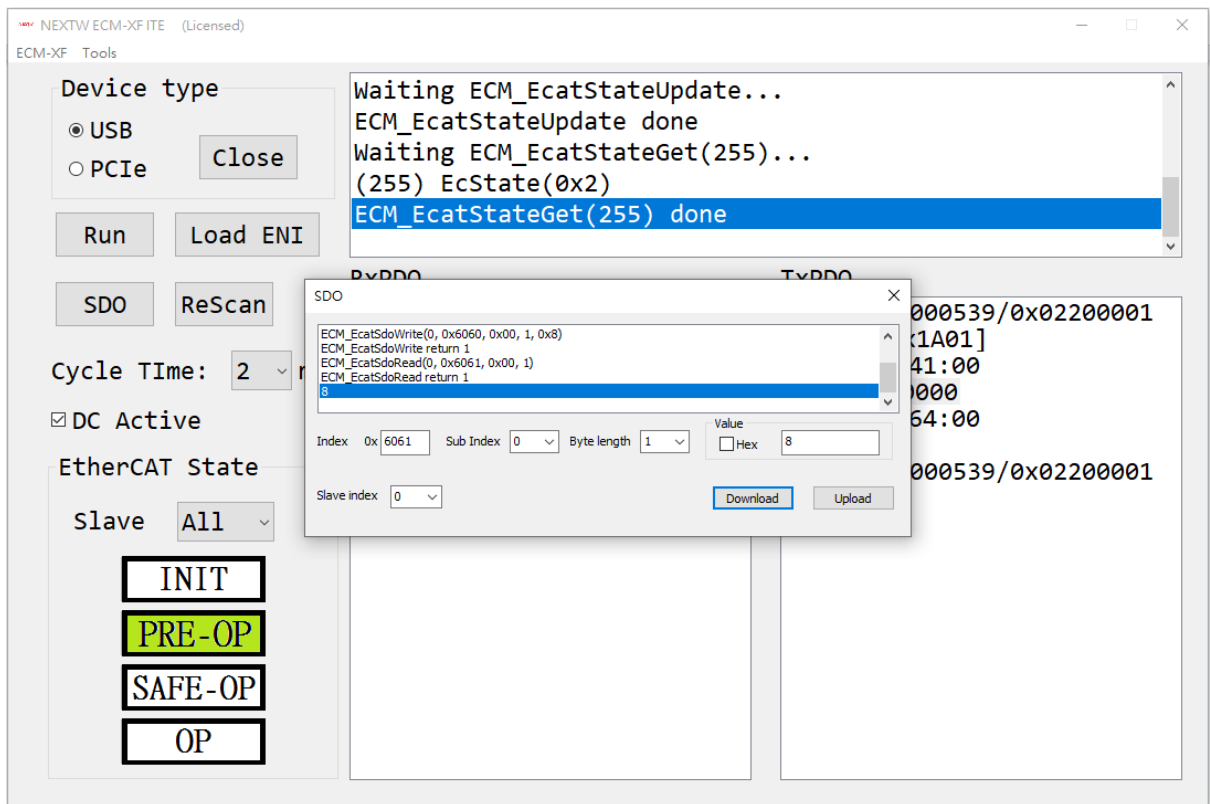 NEXTW ECM-XF ITE (Licensed)
ECM-XF Tools
Device type
USB
PCIe
Close
Run
Load ENI
SDO
ReScan
Cycle TIme: 2
DC Active
EtherCAT State
Slave All
INIT
PRE-OP
SAFE-OP
OP
Waiting ECM_EcatStateUpdate...
ECM_EcatStateUpdate done
Waiting ECM_EcatStateGet(255)...
(255) EcState(0x2)
ECM_EcatStateGet(255) done
RxPDO
TxPDO
000539/0x02200001
1A01]
41:00
0000
64:00
000539/0x02200001
SDO
ECM_EcatSdoWrite(0, 0x6060, 0x00, 1, 0x8)
ECM_EcatSdoWrite return 1
ECM_EcatSdoRead(0, 0x6061, 0x00, 1)
ECM_EcatSdoRead return 1
8
Index 0x 6061 Sub Index 0 Byte length 1
Value
Hex 8
Slave index 0
Download
Upload